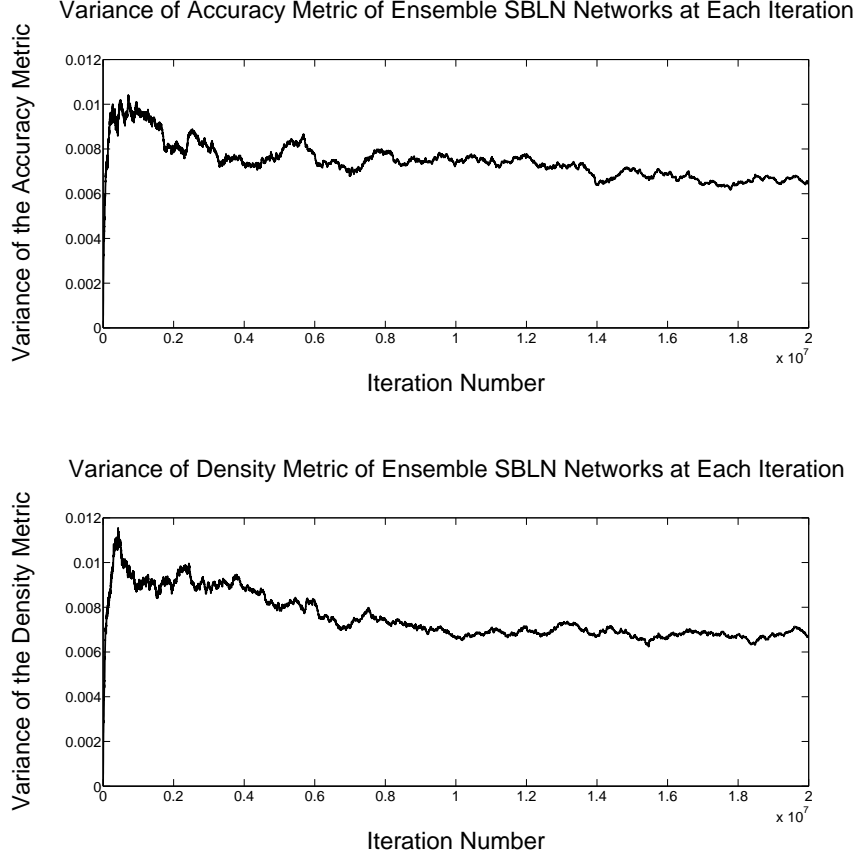 Variance of Accuracy Metric of Ensemble SBLN Networks at Each Iteration
Variance of the Accuracy Metric
0.012
0.01
0.008
0.006
0.004
0.002
0
0 0.2 0.4 0.6 0.8 1 1.2 1.4 1.6 1.8 2
x 10^7
Iteration Number
Variance of Density Metric of Ensemble SBLN Networks at Each Iteration
Variance of the Density Metric
0.012
0.01
0.008
0.006
0.004
0.002
0
0 0.2 0.4 0.6 0.8 1 1.2 1.4 1.6 1.8 2
x 10^7
Iteration Number